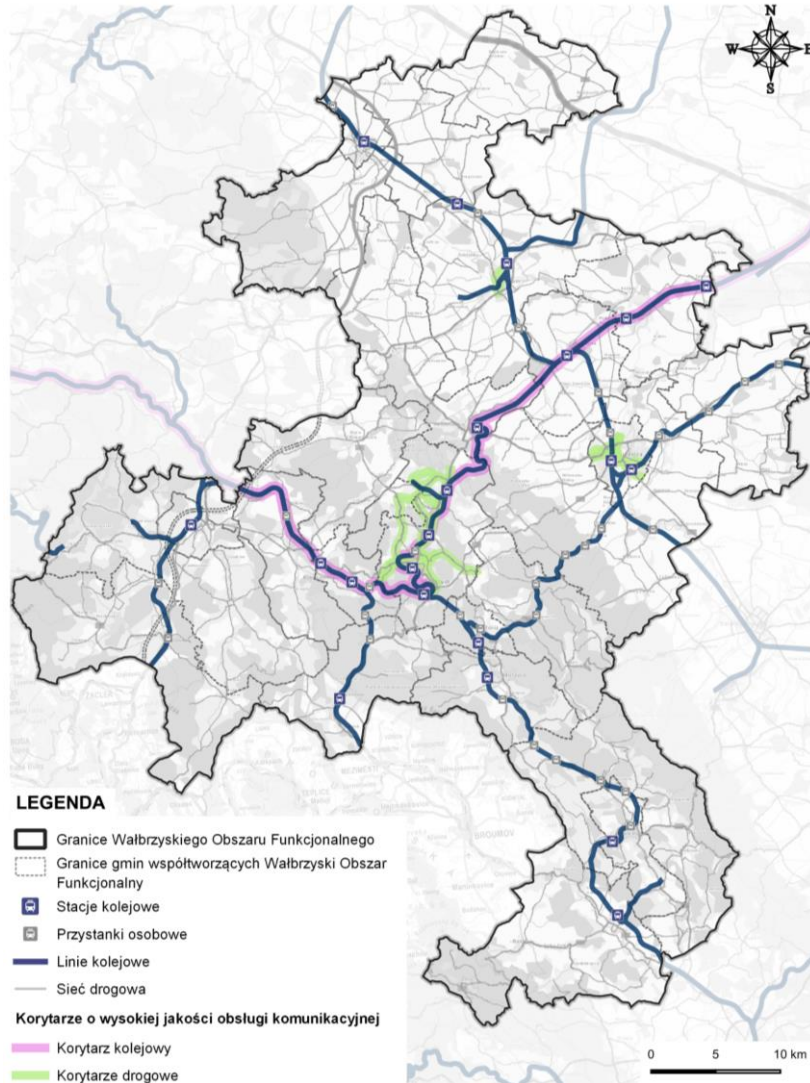 N
W
E
S
LEGENDA
Granice Wałbrzyskiego Obszaru Funkcjonalnego
Granice gmin współtworzących Wałbrzyski Obszar
Funkcjonalny
Stacje kolejowe
Przystanki osobowe
Linie kolejowe
Sieć drogowa
Korytarze o wysokiej jakości obsługi komunikacyjnej
Korytarz kolejowy
Korytarze drogowe
0 5 10 km